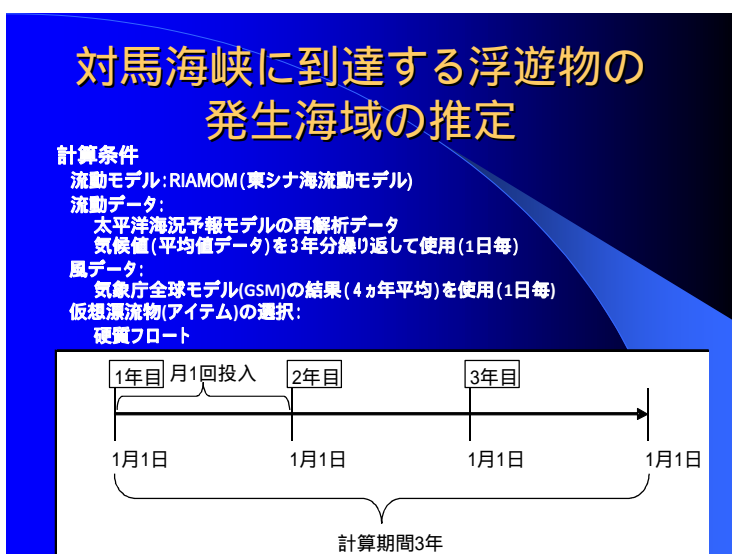 対馬海峡に到達する浮遊物の
発生海域の推定
計算条件
流動モデル:RIAMOM(東シナ海流動モデル)
流動データ:
太平洋海況予報モデルの再解析データ
気候値(平均値データ)を3年分繰り返して使用(1日毎)
風データ:
気象庁全球モデル(GSM)の結果(4ヵ年平均)を使用(1日毎)
仮想漂流物(アイテム)の選択:
硬質フロート
1年目 月1回投入 2年目 3年目
1月1日 1月1日 1月1日 1月1日
計算期間3年